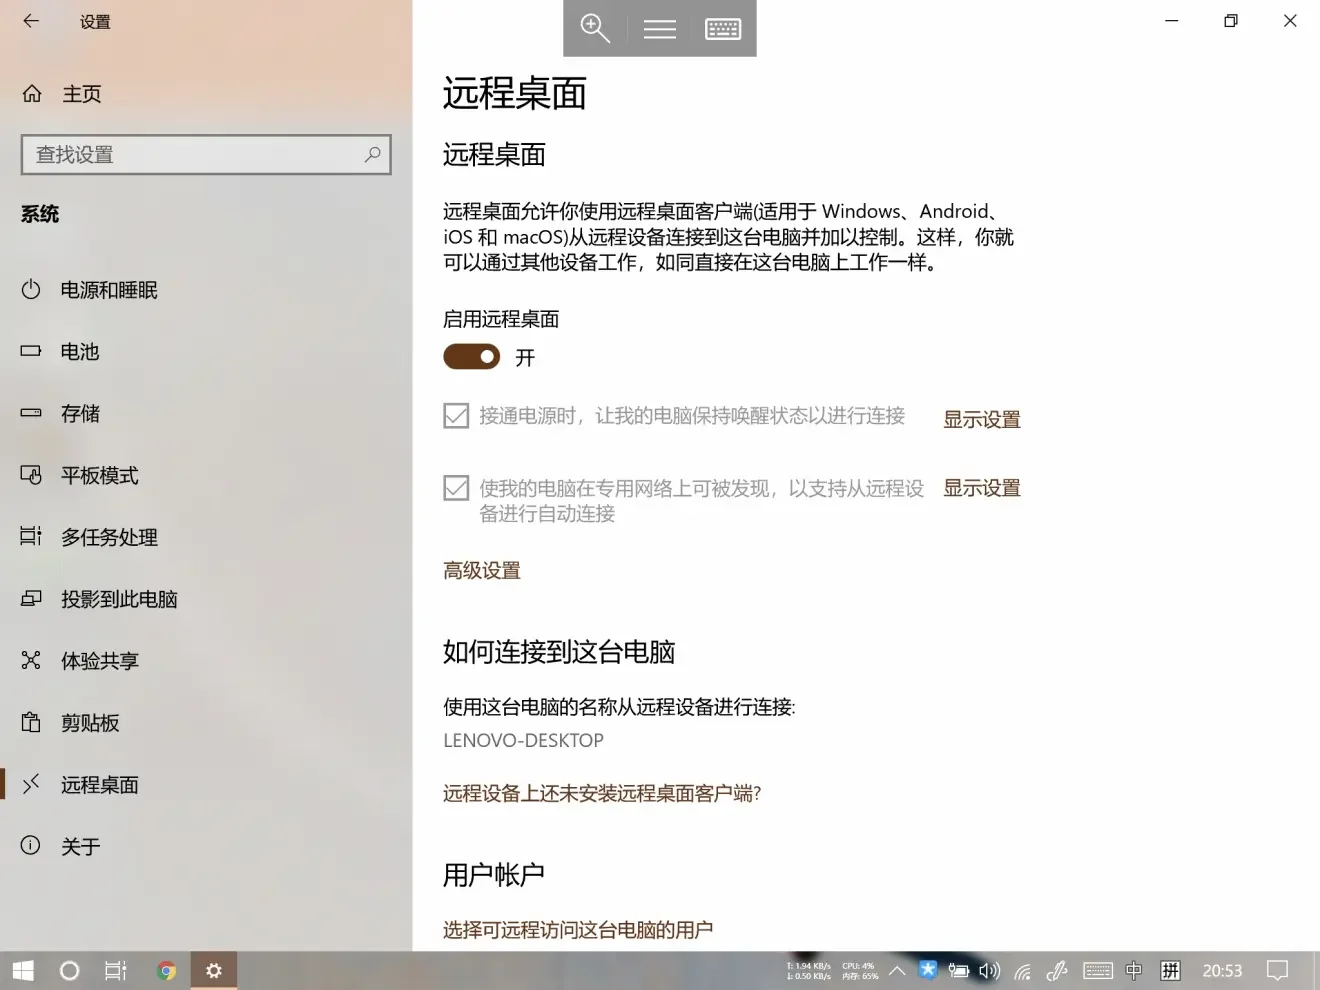 设置
主页
查找设置
系统
电源和睡眠
电池
存储
平板模式
多任务处理
投影到此电脑
体验共享
剪贴板
远程桌面
关于
远程桌面
远程桌面
远程桌面允许你使用远程桌面客户端(适用于 Windows、Android、
iOS 和 macOS)从远程设备连接到这台电脑并加以控制。这样，你就
可以通过其他设备工作，如同直接在这台电脑上工作一样。
启用远程桌面
开
接通电源时，让我的电脑保持唤醒状态以进行连接
显示设置
使我的电脑在专用网络上可被发现，以支持从远程设
备进行自动连接
显示设置
高级设置
如何连接到这台电脑
使用这台电脑的名称从远程设备进行连接:
LENOVO-DESKTOP
远程设备上还未安装远程桌面客户端?
用户帐户
选择可远程访问这台电脑的用户
1.94 KB/s
0.50 KB/s
CPU: 4%
内存: 65%
中
拼
20:53